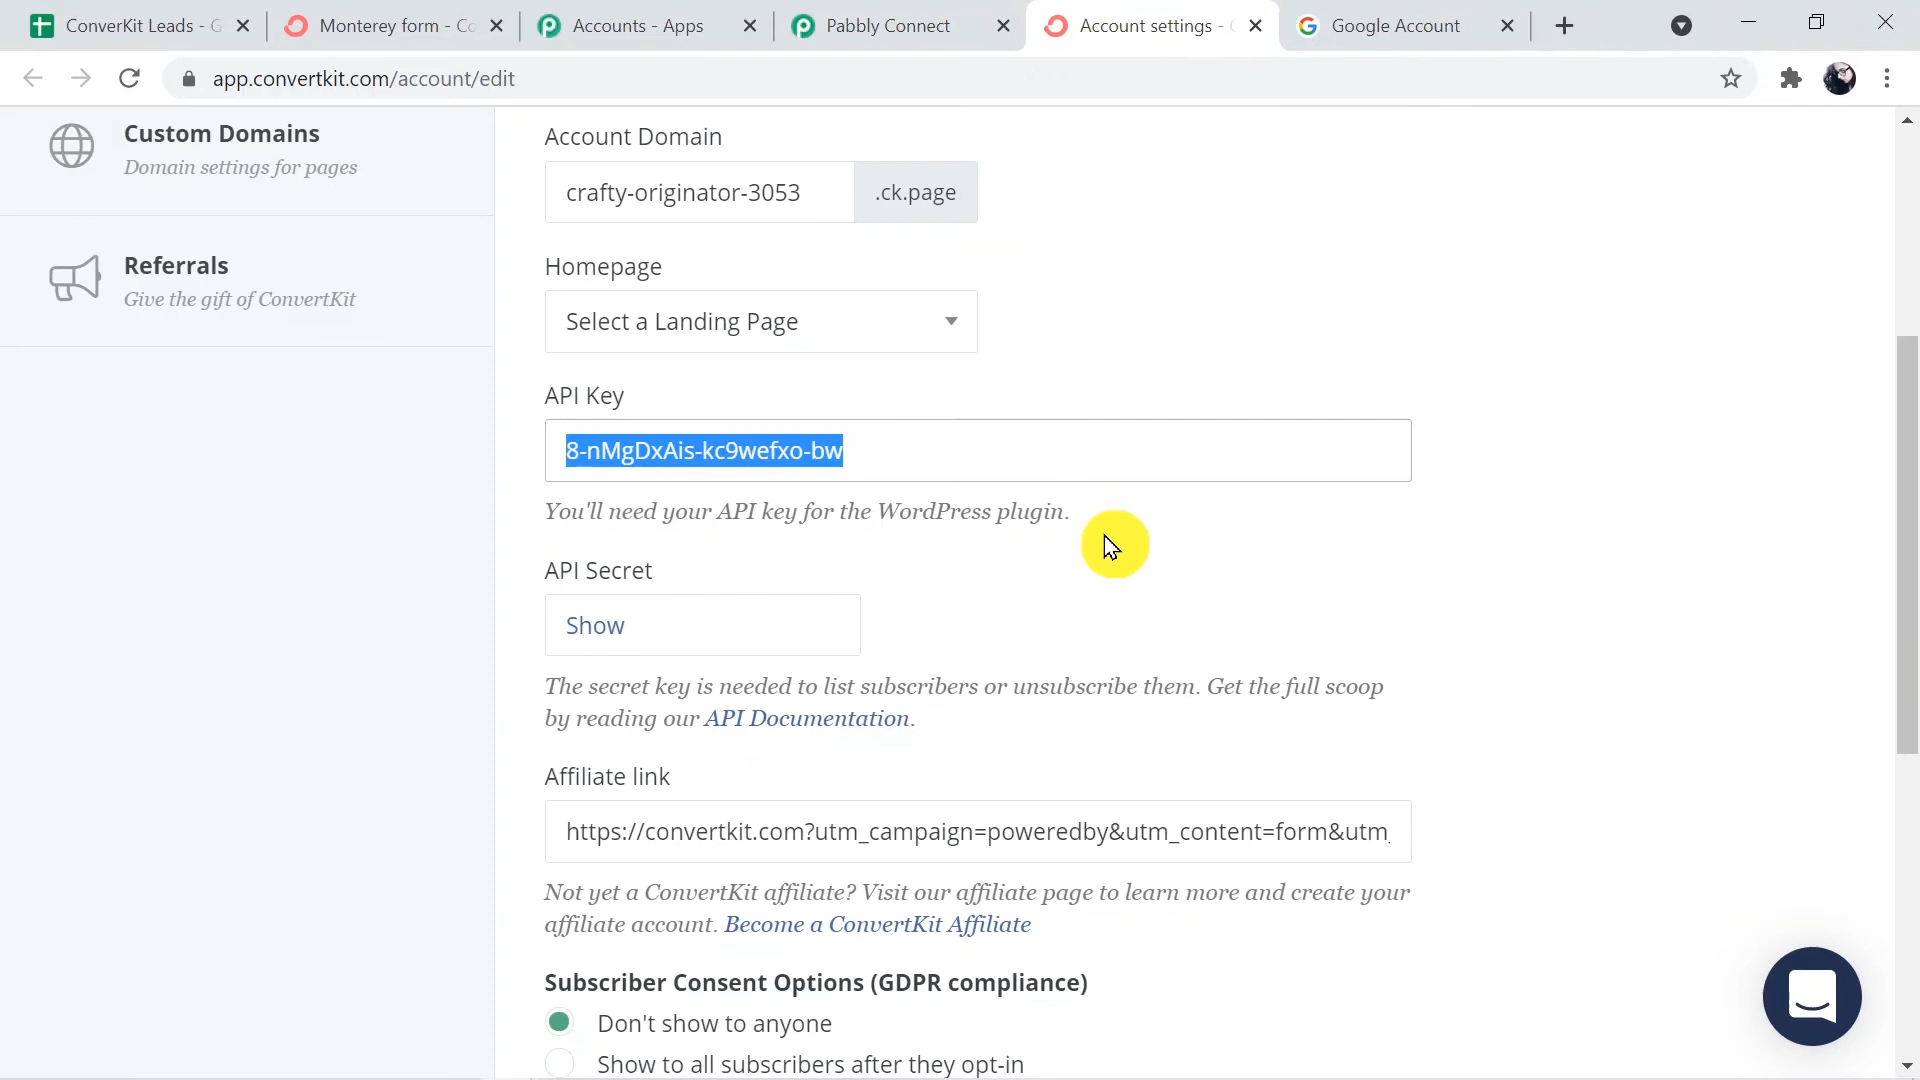 ConverKit Leads - G
Monterey form - Co
Accounts - Apps
Pabbly Connect
Account settings - C
Google Account
app.convertkit.com/account/edit
Custom Domains
Domain settings for pages
Referrals
Give the gift of ConvertKit
Account Domain
crafty-originator-3053 .ck.page
Homepage
Select a Landing Page
API Key
8-nMgDxAis-kc9wefxo-bw
You'll need your API key for the WordPress plugin.
API Secret
Show
The secret key is needed to list subscribers or unsubscribe them. Get the full scoop
by reading our API Documentation.
Affiliate link
https://convertkit.com?utm_campaign=poweredby&utm_content=form&utm_
Not yet a ConvertKit affiliate? Visit our affiliate page to learn more and create your
affiliate account. Become a ConvertKit Affiliate
Subscriber Consent Options (GDPR compliance)
Don't show to anyone
Show to all subscribers after they opt-in